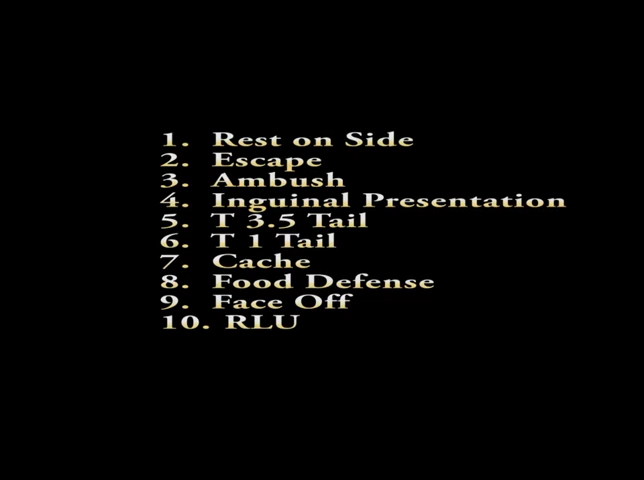 1. Rest on Side
2. Escape
3. Ambush
4. Inguinal Presentation
5. T 3.5 Tail
6. T 1 Tail
7. Cache
8. Food Defense
9. Face Off
10. RLU